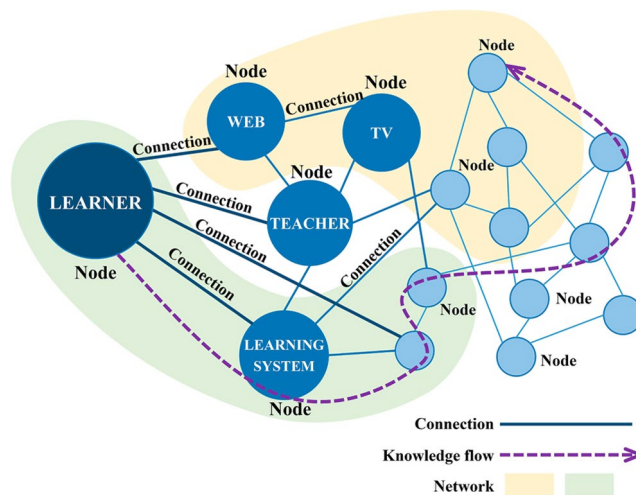 Node
Node
Node
Connection
WEB
TV
Connection
Node
Node
LEARNER
Connection
TEACHER
Connection
Connection
Node
Connection
Node
Node
LEARNING
SYSTEM
Node
Node
Connection
Knowledge flow
Network